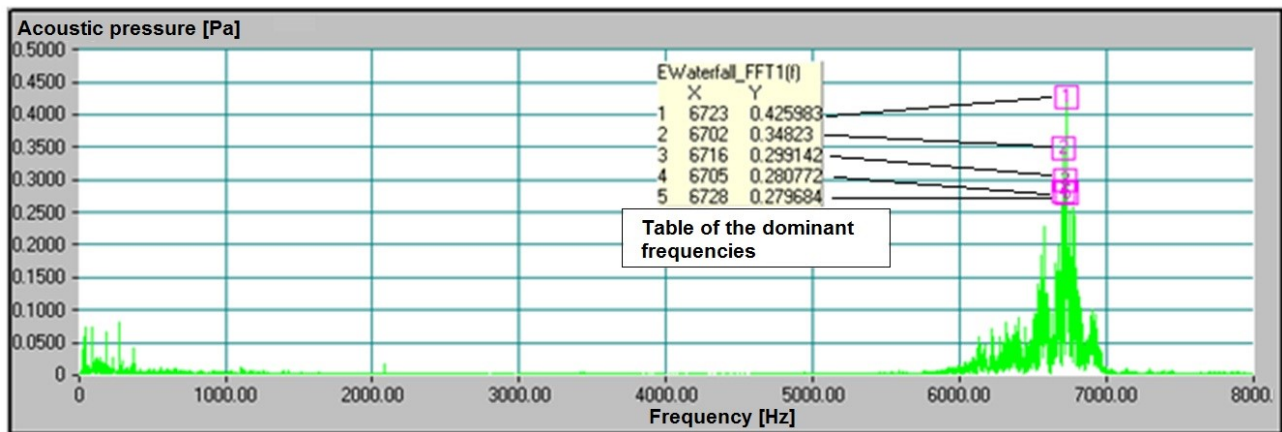 Acoustic pressure [Pa]
0.5000
0.4500
0.4000
0.3500
0.3000
0.2500
0.2000
0.1500
0.1000
0.0500
0
EWaterfall_FFT1(f)
X Y
1 6723 0.425983
2 6702 0.34823
3 6716 0.299142
4 6705 0.280772
5 6728 0.279684
1
2
Table of the dominant
frequencies
0 1000.00 2000.00 3000.00 4000.00 5000.00 6000.00 7000.00 8000.
Frequency [Hz]